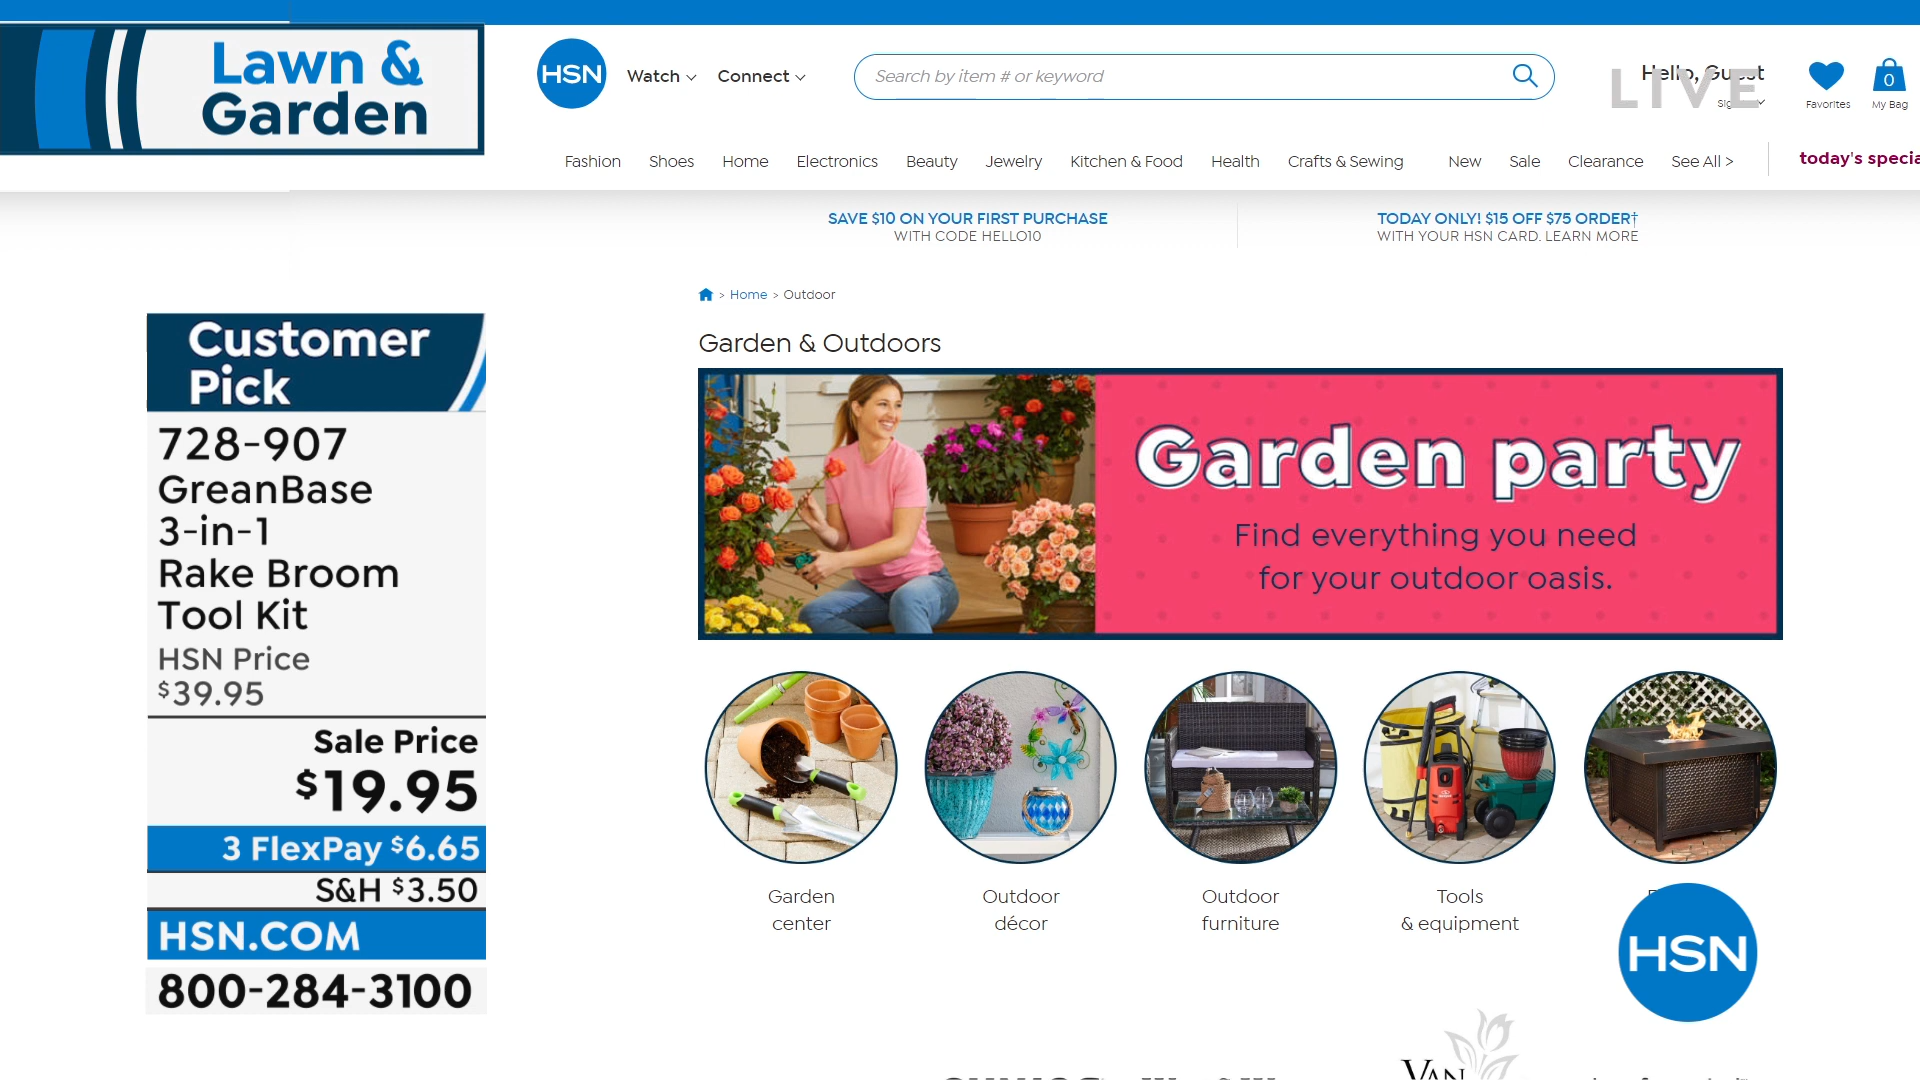 Lawn &
Garden
HSN
Watch
Connect
Search by item # or keyword
Hello, Guest
LIVE
Favorites
0
My Bag
Fashion
Shoes
Home
Electronics
Beauty
Jewelry
Kitchen & Food
Health
Crafts & Sewing
New
Sale
Clearance
See All >
today's specia
SAVE $10 ON YOUR FIRST PURCHASE
WITH CODE HELLO10
TODAY ONLY! $15 OFF $75 ORDER†
WITH YOUR HSN CARD. LEARN MORE
> Home > Outdoor
Garden & Outdoors
Garden party
Find everything you need
for your outdoor oasis.
Garden
center
Outdoor
décor
Outdoor
furniture
Tools
& equipment
Customer
Pick
728-907
GreanBase
3-in-1
Rake Broom
Tool Kit
HSN Price
$39.95
Sale Price
$19.95
3 FlexPay $6.65
S&H $3.50
HSN.COM
800-284-3100
HSN
VAN